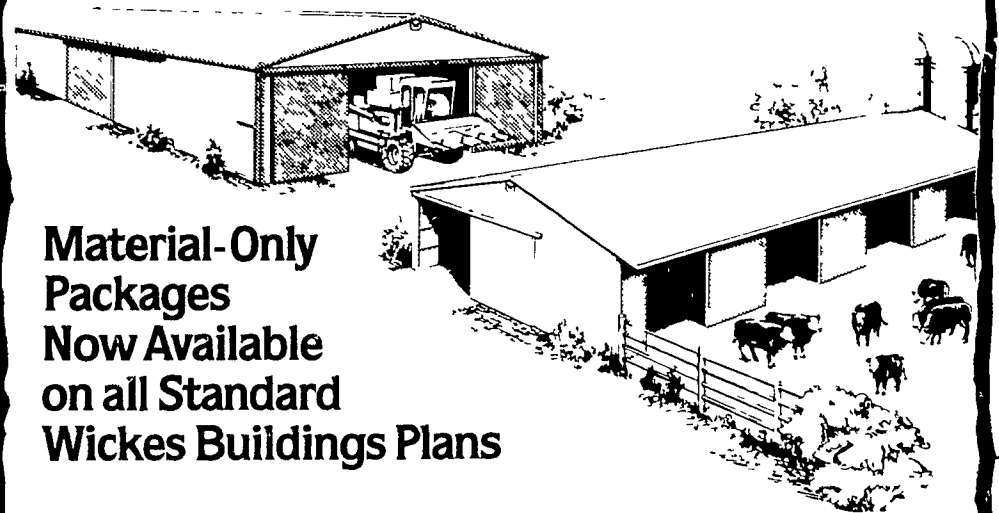 Material-Only
Packages
Now Available
on all Standard
Wickes Buildings Plans